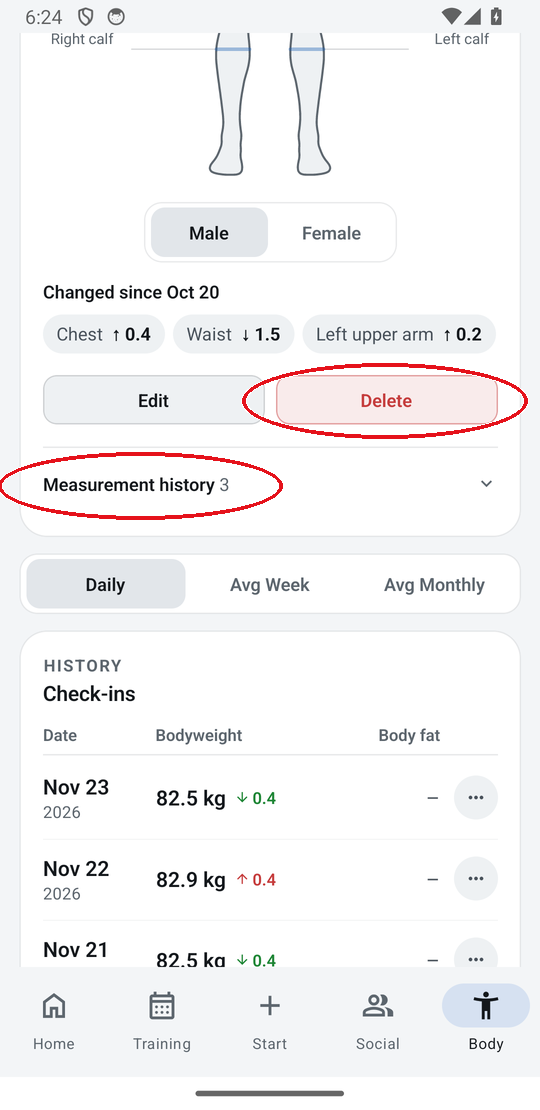 6:24
Right calf Left calf
Male Female
Changed since Oct 20
Chest ↑ 0.4 Waist ↓ 1.5 Left upper arm ↑ 0.2
Edit Delete
Measurement history 3
Daily Avg Week Avg Monthly
HISTORY
Check-ins
Date Bodyweight Body fat
Nov 23
2026
82.5 kg ↓ 0.4 – •••
Nov 22
2026
82.9 kg ↑ 0.4 – •••
Nov 21
82.5 kg ↓ 0.4 – •••
Home Training Start Social Body